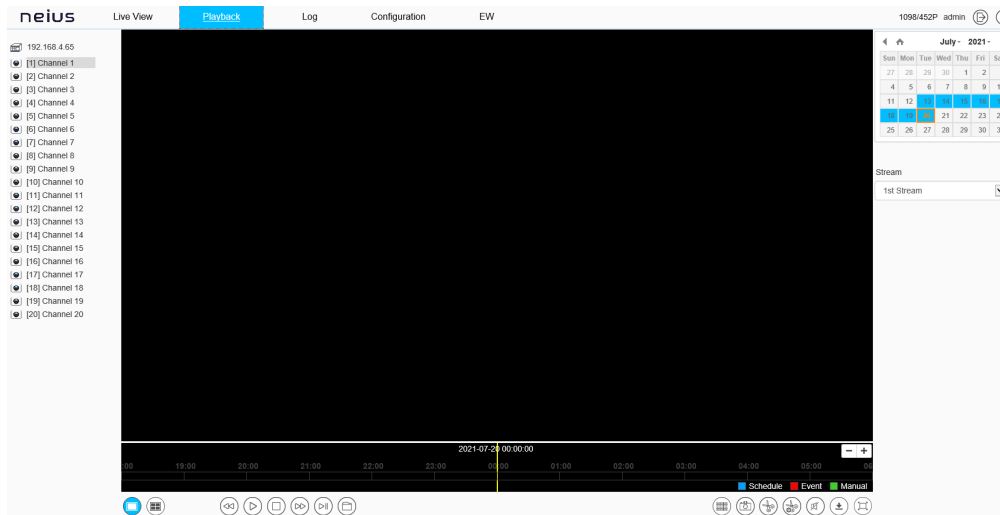 neius Live View Playback Log Configuration EW 1098/452P admin
192.168.4.65
[1] Channel 1
[2] Channel 2
[3] Channel 3
[4] Channel 4
[5] Channel 5
[6] Channel 6
[7] Channel 7
[8] Channel 8
[9] Channel 9
[10] Channel 10
[11] Channel 11
[12] Channel 12
[13] Channel 13
[14] Channel 14
[15] Channel 15
[16] Channel 16
[17] Channel 17
[18] Channel 18
[19] Channel 19
[20] Channel 20
July - 2021 -
Sun Mon Tue Wed Thu Fri Sa
27 28 29 30 1 2
4 5 6 7 8 9 1
11 12 13 14 15 16 1
18 19 20 21 22 23 2
25 26 27 28 29 30 3
Stream
1st Stream
2021-07-20 00:00:00
:00 19:00 20:00 21:00 22:00 23:00 00:00 01:00 02:00 03:00 04:00 05:00 06
Schedule Event Manual